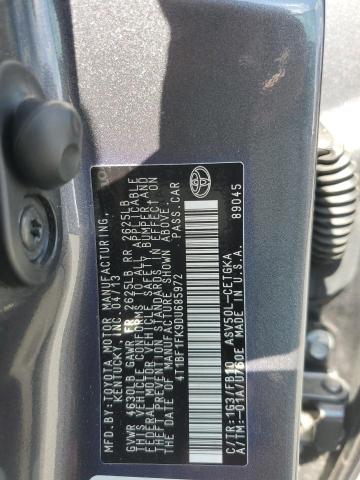 MFD.BY:TOYOTA MOTOR MANUFACTURING,
KENTUCKY, INC. 04/13
GVWR 4630LB GAWR FR 2620LB RR 2625LB
THIS VEHICLE CONFORMS TO ALL APPLICABLE
FEDERAL MOTOR VEHICLE SAFETY, BUMPER AND
THEFT PREVENTION STANDARDS IN EFFECT ON
THE DATE OF MANUFACTURE SHOWN ABOVE.
4T1BF1FK9DU685972 PASS.CAR
C/TR:1G3/FB10 ASV50L-CETGKA
A/TM:-01A/U760E MADE IN U.S.A.
89045